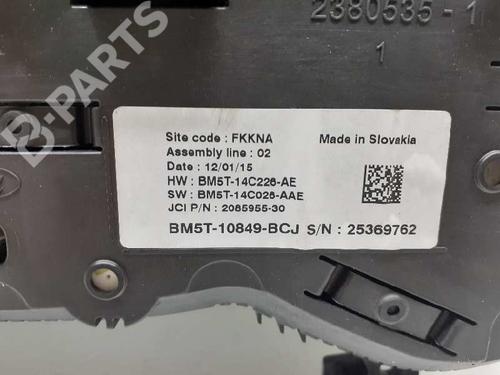 2380535-1
1
B-PARTS
Site code : FKKNA Made in Slovakia
Assembly line : 02
Date : 12/01/15
HW : BM5T-14C226-AE
SW : BM5T-14C026-AAE
JCI P/N : 2085955-30
BM5T-10849-BCJ S/N : 25369762